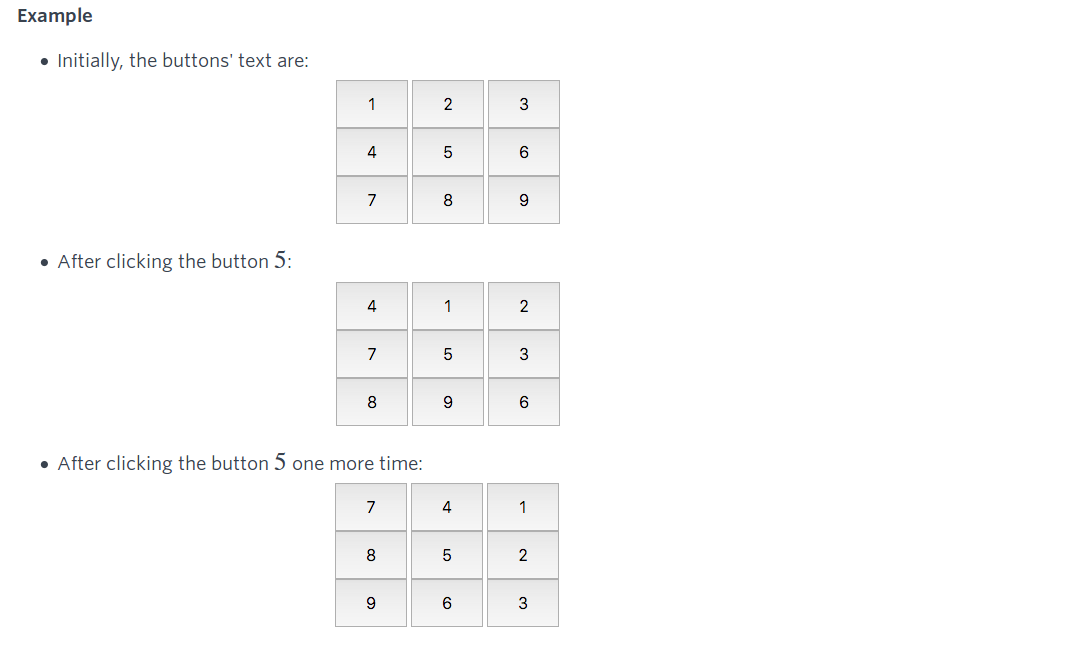 Example
• Initially, the buttons' text are:
1 2 3
4 5 6
7 8 9
• After clicking the button 5:
4 1 2
7 5 3
8 9 6
• After clicking the button 5 one more time:
7 4 1
8 5 2
9 6 3